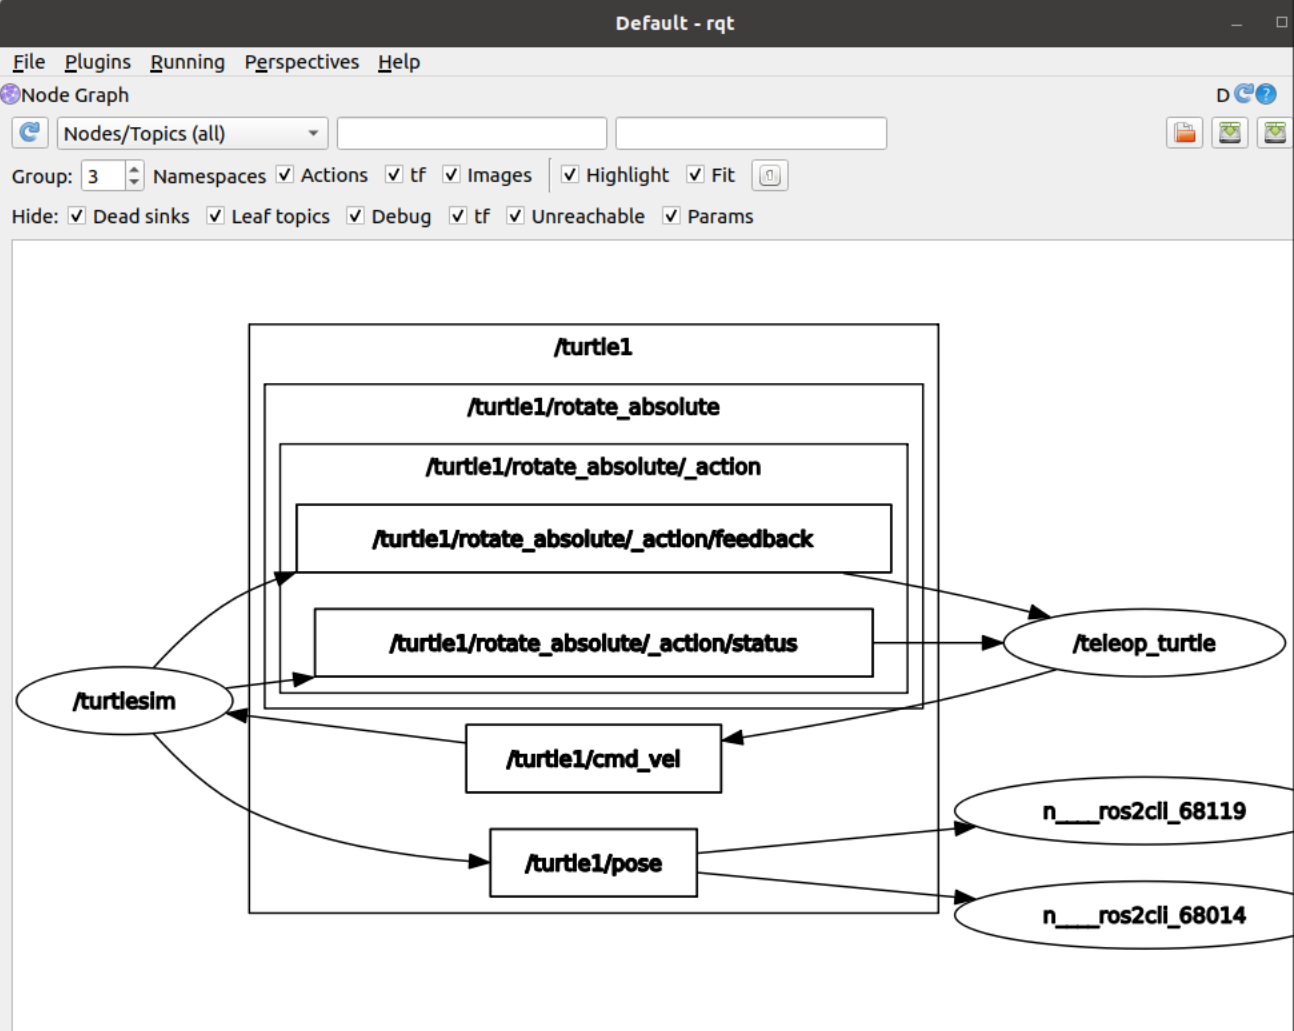 Default - rqt
File Plugins Running Perspectives Help
Node Graph D
Nodes/Topics (all)
Group: 3 Namespaces Actions tf Images Highlight Fit
Hide: Dead sinks Leaf topics Debug tf Unreachable Params
/turtle1
/turtle1/rotate_absolute
/turtle1/rotate_absolute/_action
/turtle1/rotate_absolute/_action/feedback
/turtle1/rotate_absolute/_action/status
/teleop_turtle
/turtlesim
/turtle1/cmd_vel
n____ros2cli_68119
/turtle1/pose
n____ros2cli_68014